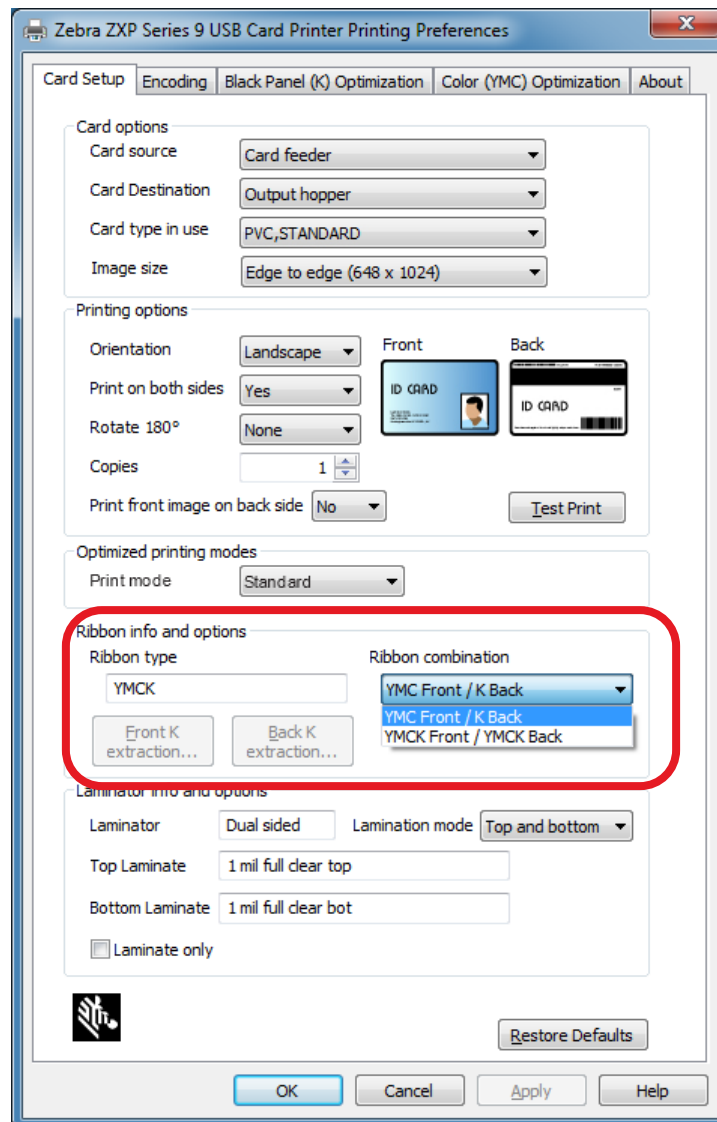 Zebra ZXP Series 9 USB Card Printer Printing Preferences
Card Setup Encoding Black Panel (K) Optimization Color (YMC) Optimization About
Card options
Card source Card feeder
Card Destination Output hopper
Card type in use PVC,STANDARD
Image size Edge to edge (648 x 1024)
Printing options
Orientation Landscape Front Back
Print on both sides Yes
ID CARD
ID CARD
Rotate 180° None
Copies 1
Print front image on back side No Test Print
Optimized printing modes
Print mode Standard
Ribbon info and options
Ribbon type Ribbon combination
YMCK YMC Front / K Back
YMC Front / K Back
YMCK Front / YMCK Back
Front K extraction... Back K extraction...
Laminator info and options
Laminator Dual sided Lamination mode Top and bottom
Top Laminate 1 mil full clear top
Bottom Laminate 1 mil full clear bot
Laminate only
Restore Defaults
OK Cancel Apply Help